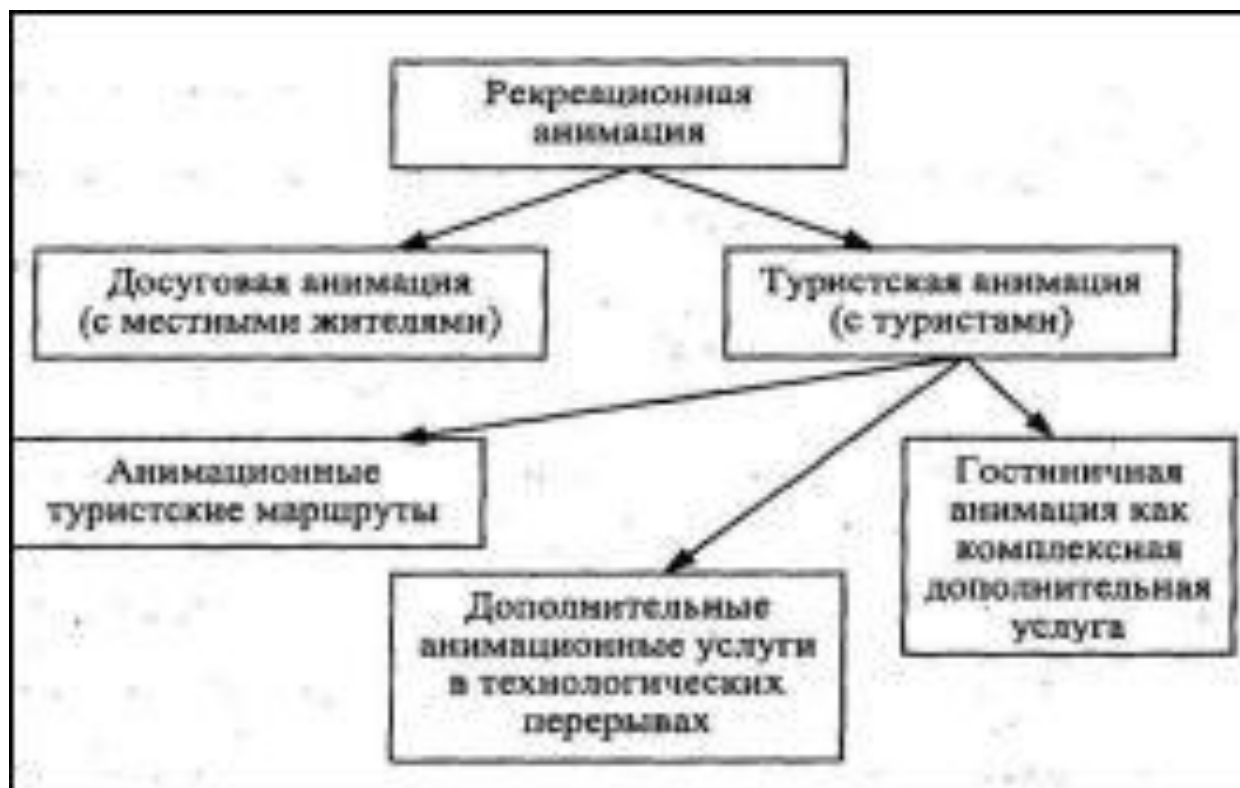 Рекреационная
анимация
Досуговая анимация
(с местными жителями)
Туристская анимация
(с туристами)
Анимационные
туристские маршруты
Гостиничная
анимация как
комплексная
дополнительная
услуга
Дополнительные
анимационные услуги
в технологических
перерывах